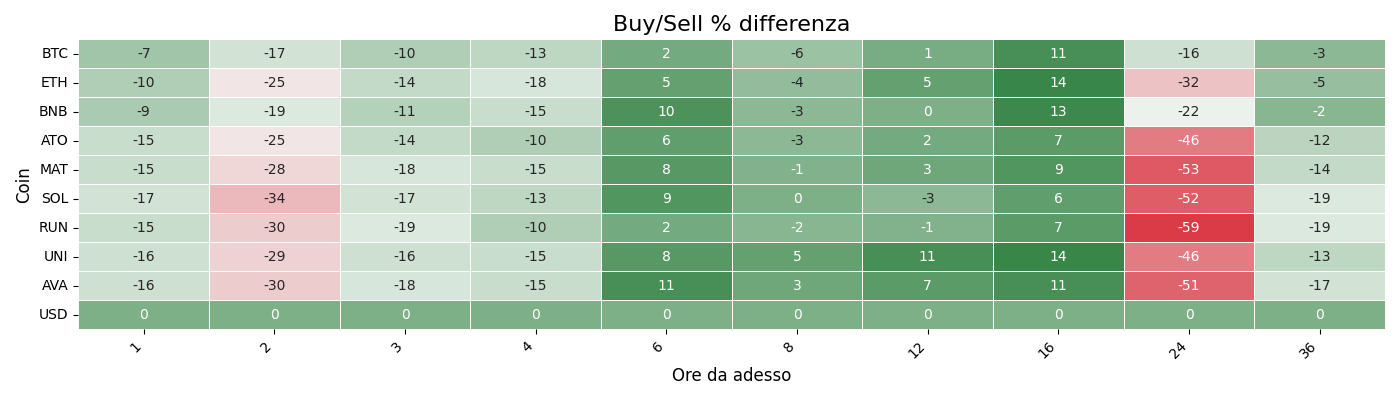 Buy/Sell % differenza
Coin
BTC -7 -17 -10 -13 2 -6 1 11 -16 -3
ETH -10 -25 -14 -18 5 -4 5 14 -32 -5
BNB -9 -19 -11 -15 10 -3 0 13 -22 -2
ATO -15 -25 -14 -10 6 -3 2 7 -46 -12
MAT -15 -28 -18 -15 8 -1 3 9 -53 -14
SOL -17 -34 -17 -13 9 0 -3 6 -52 -19
RUN -15 -30 -19 -10 2 -2 -1 7 -59 -19
UNI -16 -29 -16 -15 8 5 11 14 -46 -13
AVA -16 -30 -18 -15 11 3 7 11 -51 -17
USD 0 0 0 0 0 0 0 0 0 0
1 2 3 4 6 8 12 16 24 36
Ore da adesso